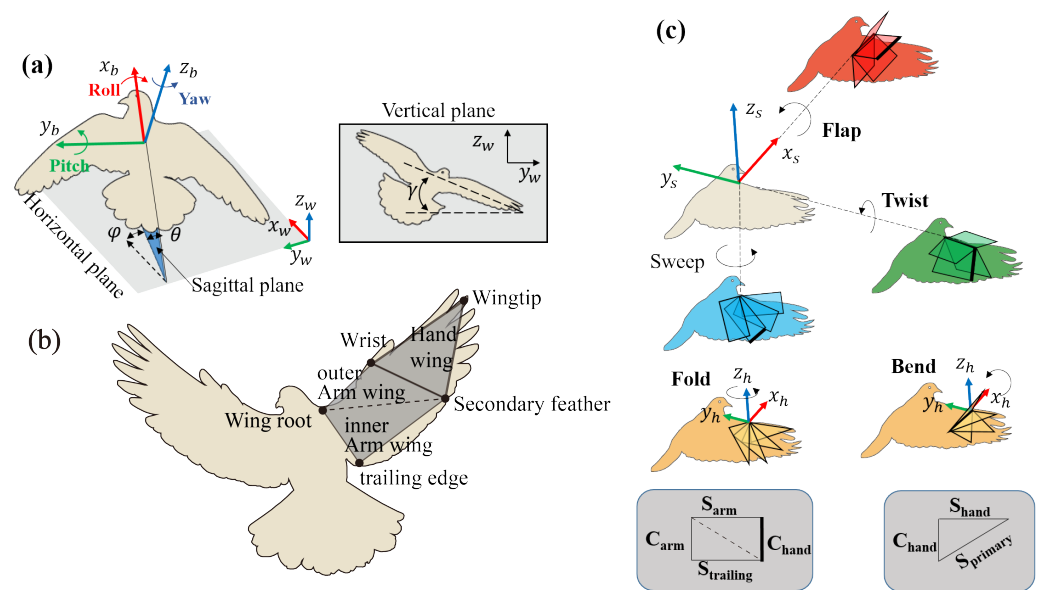 (a)
x_b
z_b
Roll
Yaw
y_b
Pitch
z_w
x_w
y_w
φ
θ
Horizontal plane
Sagittal plane
Vertical plane
z_w
y_w
γ
(b)
Wingtip
Wrist
Hand
wing
outer
Arm wing
Wing root
Secondary feather
inner
Arm wing
trailing edge
(c)
z_s
Flap
x_s
y_s
Twist
Sweep
Fold
z_h
x_h
y_h
Bend
z_h
x_h
y_h
S_arm
C_arm
C_hand
S_trailing
S_hand
C_hand
S_primary